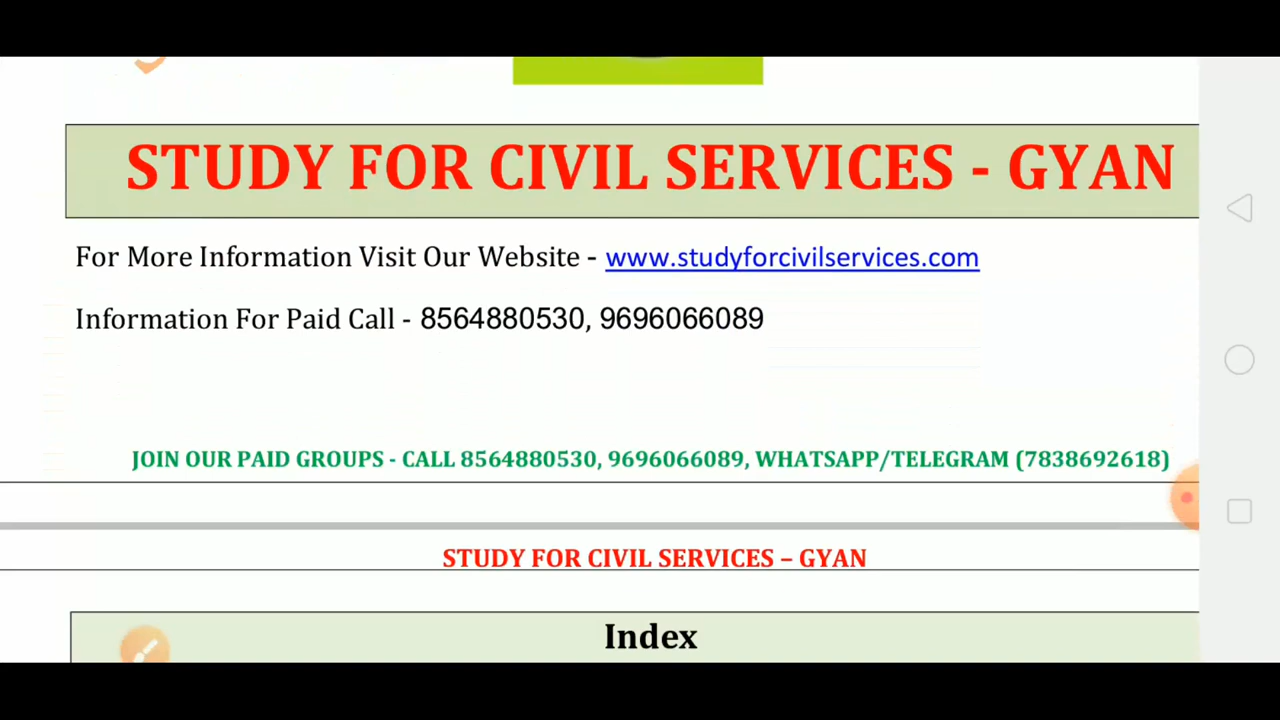 STUDY FOR CIVIL SERVICES - GYAN
For More Information Visit Our Website - www.studyforcivilservices.com
Information For Paid Call - 8564880530, 9696066089
JOIN OUR PAID GROUPS - CALL 8564880530, 9696066089, WHATSAPP/TELEGRAM (7838692618)
STUDY FOR CIVIL SERVICES – GYAN
Index